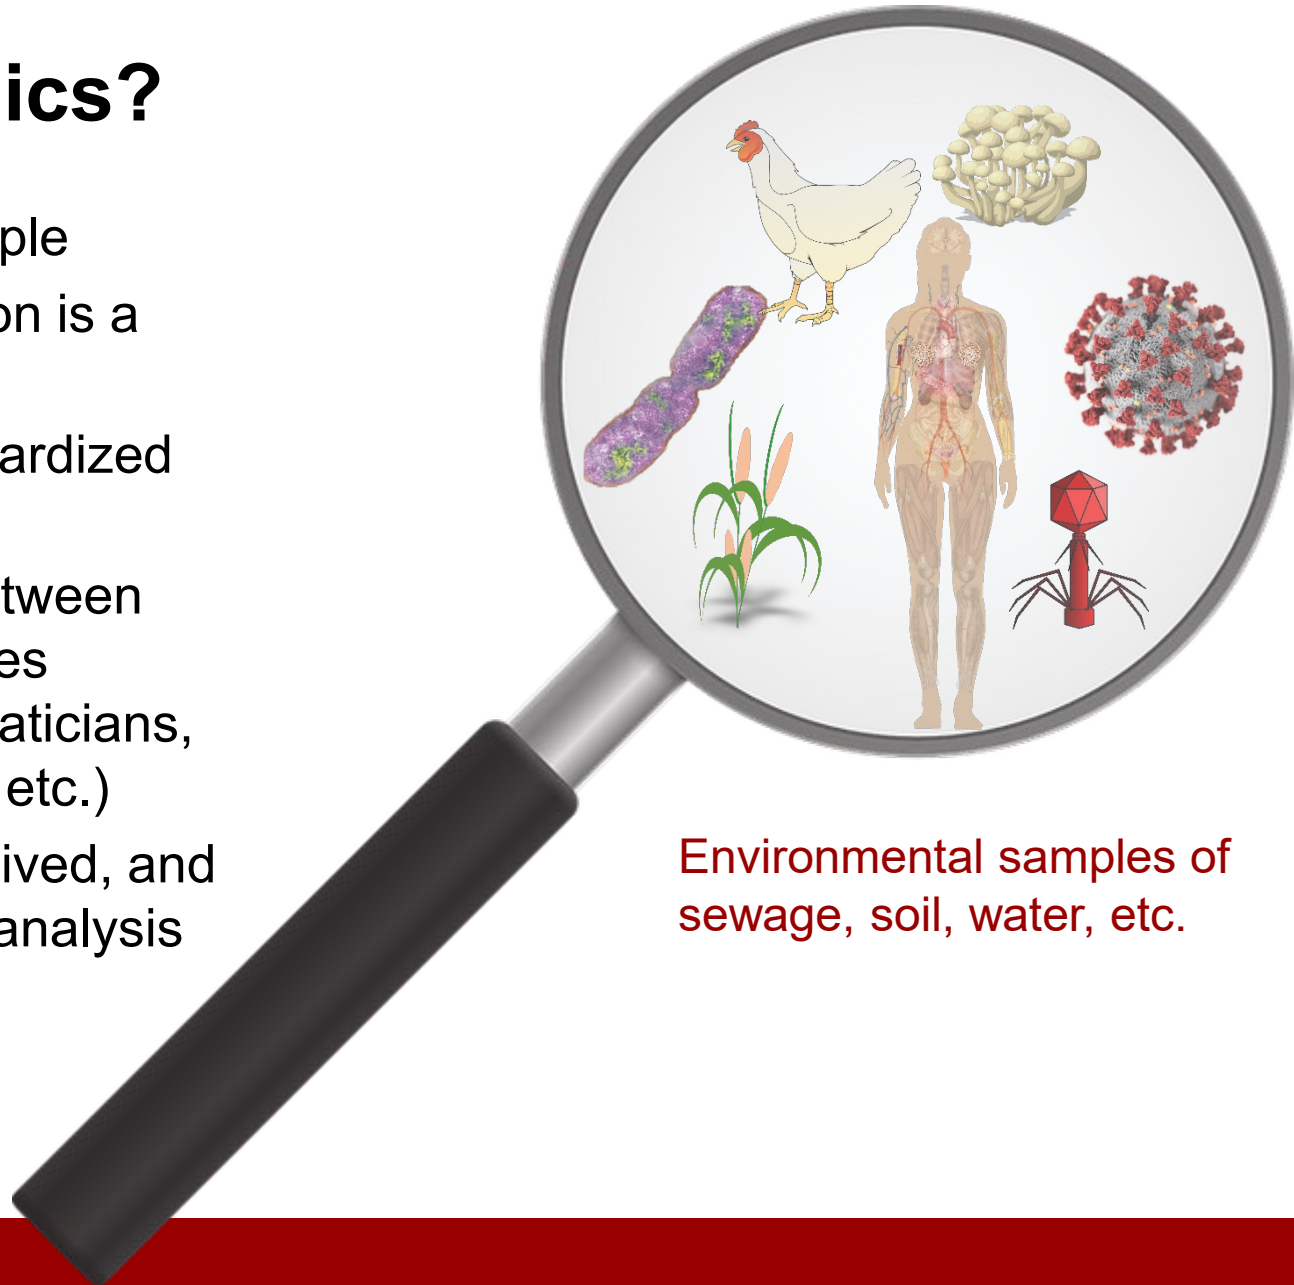 ics?
ple
on is a
ardized
tween
es
aticians,
etc.)
ived, and
analysis
Environmental samples of
sewage, soil, water, etc.